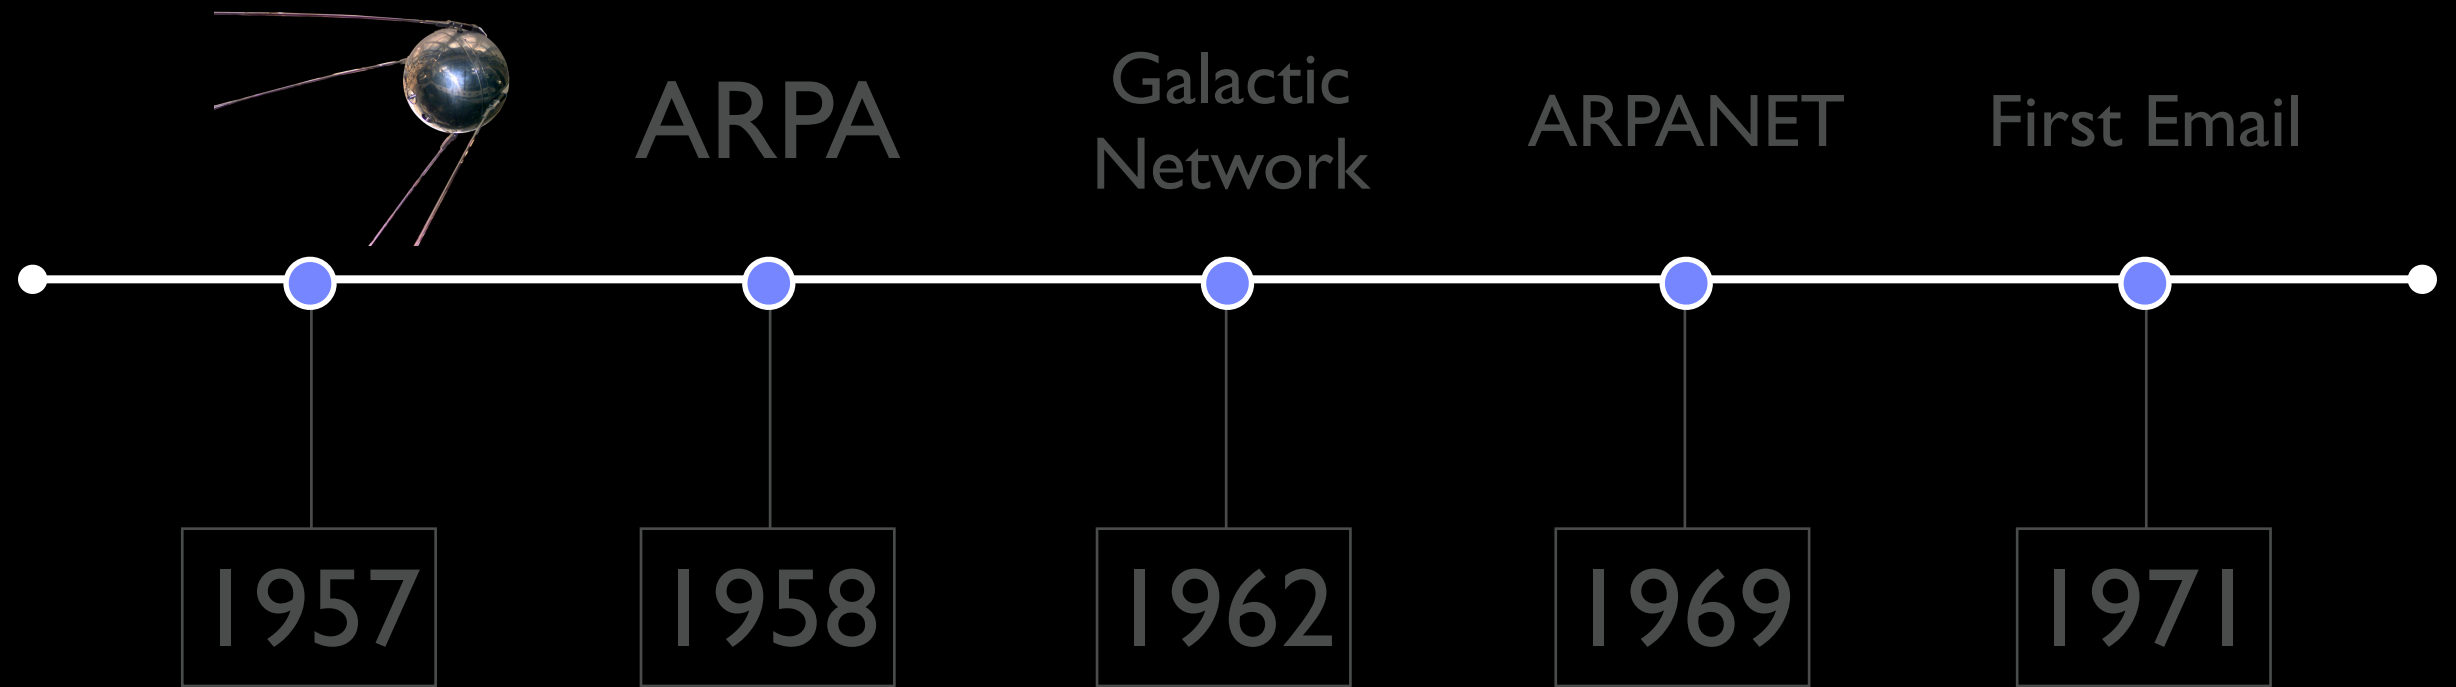 ARPA
Galactic
Network
ARPANET
First Email
1957
1958
1962
1969
1971